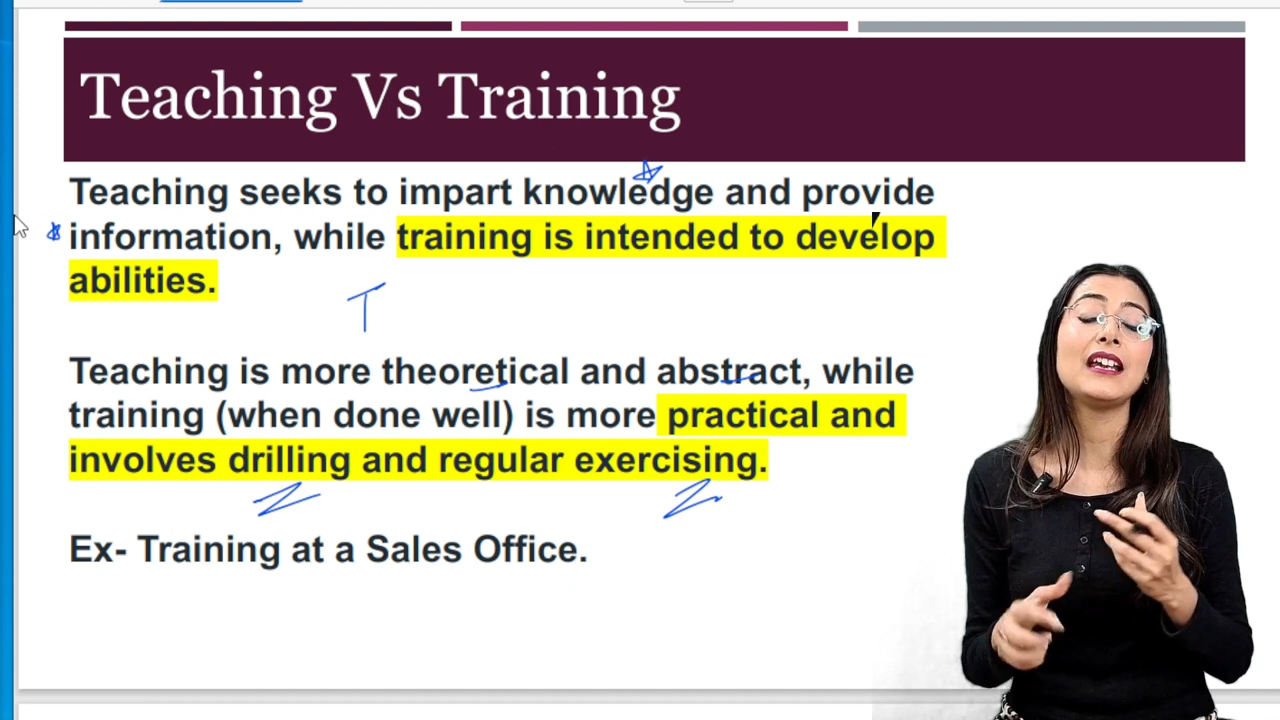 Teaching Vs Training
Teaching seeks to impart knowledge and provide
information, while training is intended to develop
abilities.
T
Teaching is more theoretical and abstract, while
training (when done well) is more practical and
involves drilling and regular exercising.
Ex- Training at a Sales Office.